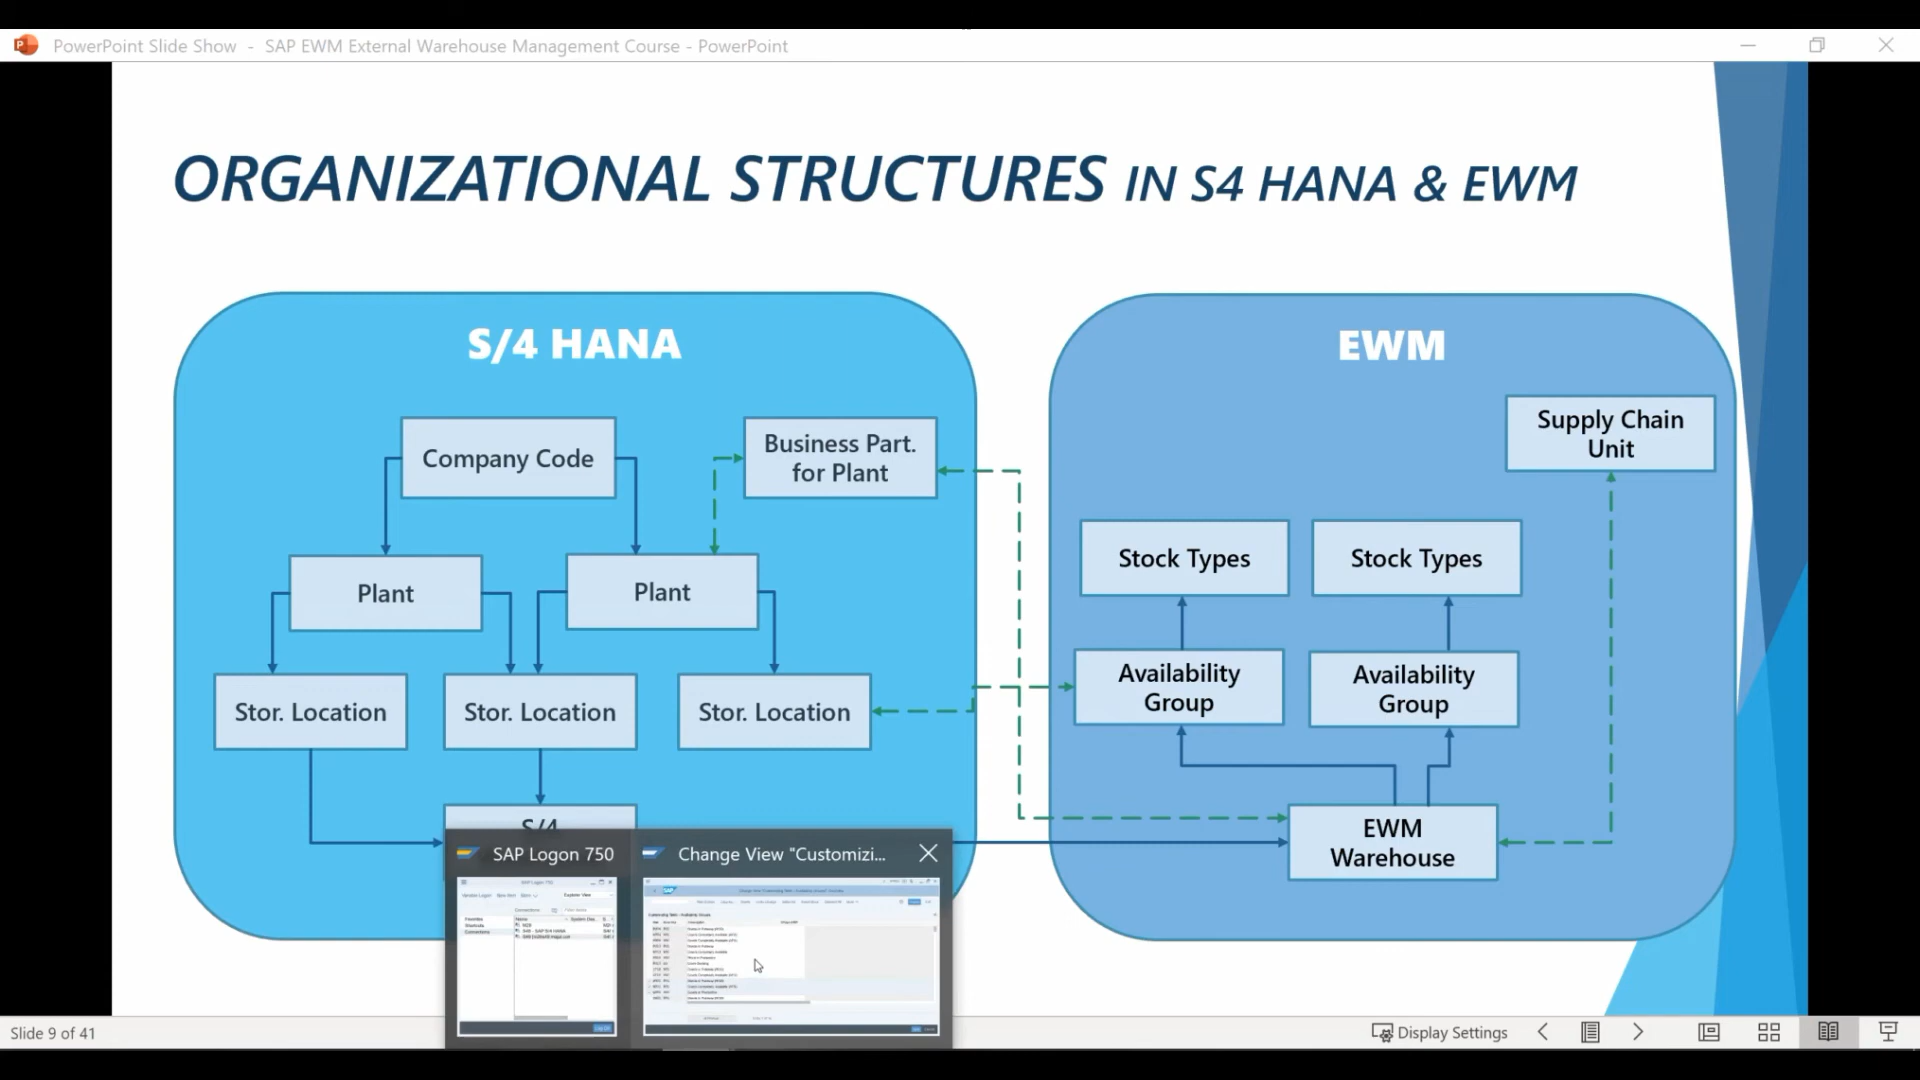 PowerPoint Slide Show - SAP EWM External Warehouse Management Course - PowerPoint
ORGANIZATIONAL STRUCTURES IN S4 HANA & EWM
S/4 HANA
Company Code
Business Part.
for Plant
Plant
Plant
Stor. Location
Stor. Location
Stor. Location
S/4
EWM
Supply Chain
Unit
Stock Types
Stock Types
Availability
Group
Availability
Group
EWM
Warehouse
SAP Logon 750
Change View "Customizi...
Slide 9 of 41
Display Settings